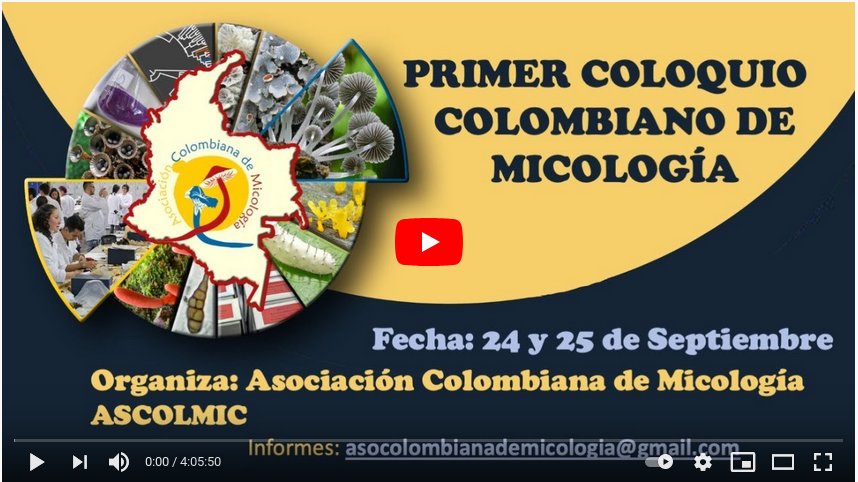 PRIMER COLOQUIO
COLOMBIANO DE
MICOLOGÍA
Asociación Colombiana de Micología
Fecha: 24 y 25 de Septiembre
Organiza: Asociación Colombiana de Micología
ASCOLMIC
Informes: asocolombianademicologia@gmail.com
0:00 / 4:05:50